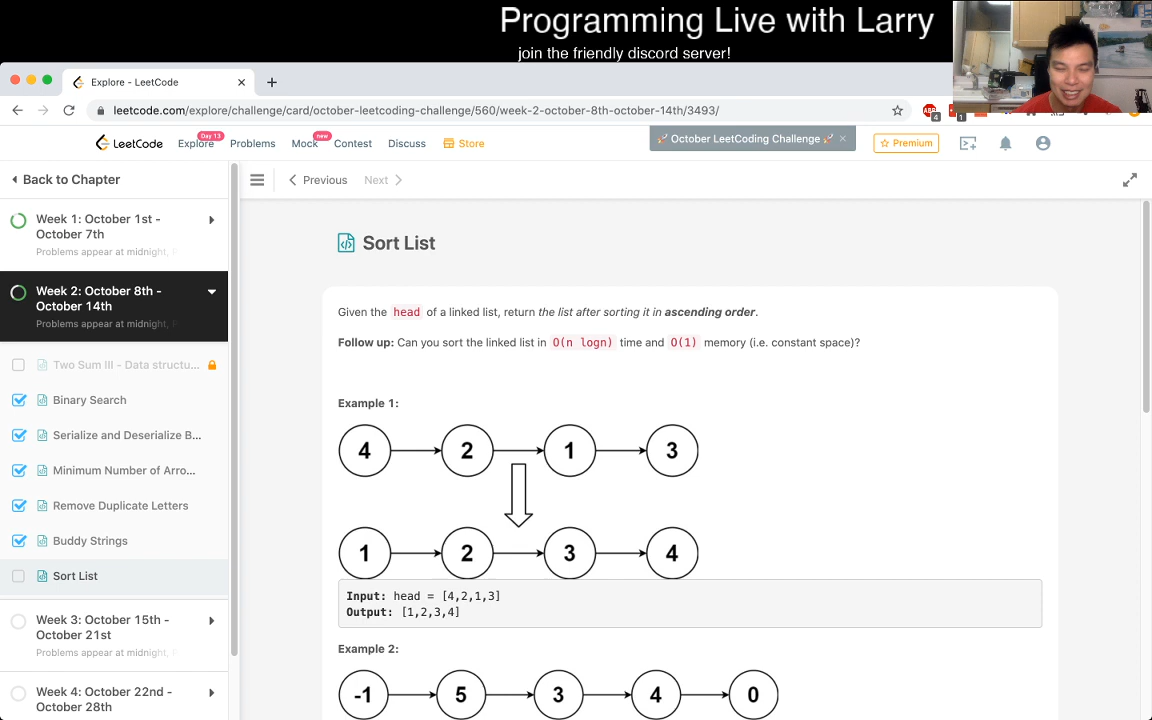 Programming Live with Larry
join the friendly discord server!
Explore - LeetCode
leetcode.com/explore/challenge/card/october-leetcoding-challenge/560/week-2-october-8th-october-14th/3493/
ABP
4
1
LeetCode
Explore
Day 13
Problems
Mock
new
Contest
Discuss
Store
October LeetCoding Challenge
Premium
Back to Chapter
Previous
Next
Week 1: October 1st -
October 7th
Problems appear at midnight, P
Week 2: October 8th -
October 14th
Problems appear at midnight, P
Two Sum III - Data structu...
Binary Search
Serialize and Deserialize B...
Minimum Number of Arro...
Remove Duplicate Letters
Buddy Strings
Sort List
Week 3: October 15th -
October 21st
Problems appear at midnight, P
Week 4: October 22nd -
October 28th
Sort List
Given the head of a linked list, return the list after sorting it in ascending order.
Follow up: Can you sort the linked list in O(n logn) time and O(1) memory (i.e. constant space)?
Example 1:
4 2 1 3
1 2 3 4
Input: head = [4,2,1,3]
Output: [1,2,3,4]
Example 2:
-1 5 3 4 0